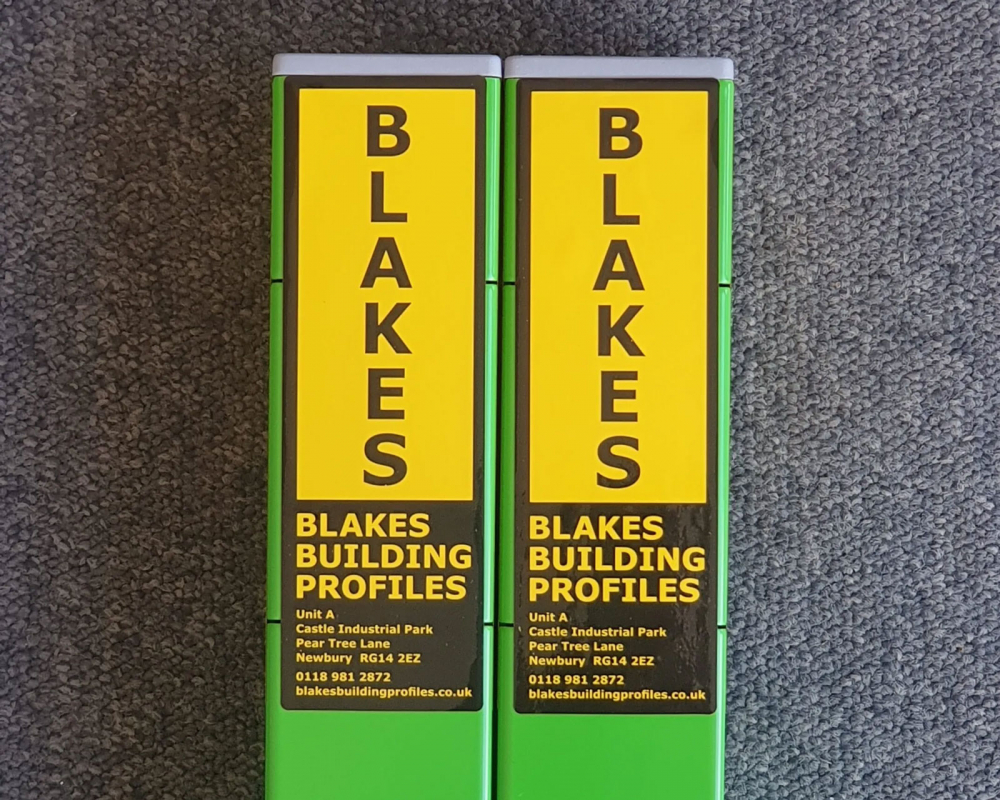 B
L
A
K
E
S
BLAKES
BUILDING
PROFILES
Unit A
Castle Industrial Park
Pear Tree Lane
Newbury RG14 2EZ
0118 981 2872
blakesbuildingprofiles.co.uk
B
L
A
K
E
S
BLAKES
BUILDING
PROFILES
Unit A
Castle Industrial Park
Pear Tree Lane
Newbury RG14 2EZ
0118 981 2872
blakesbuildingprofiles.co.uk